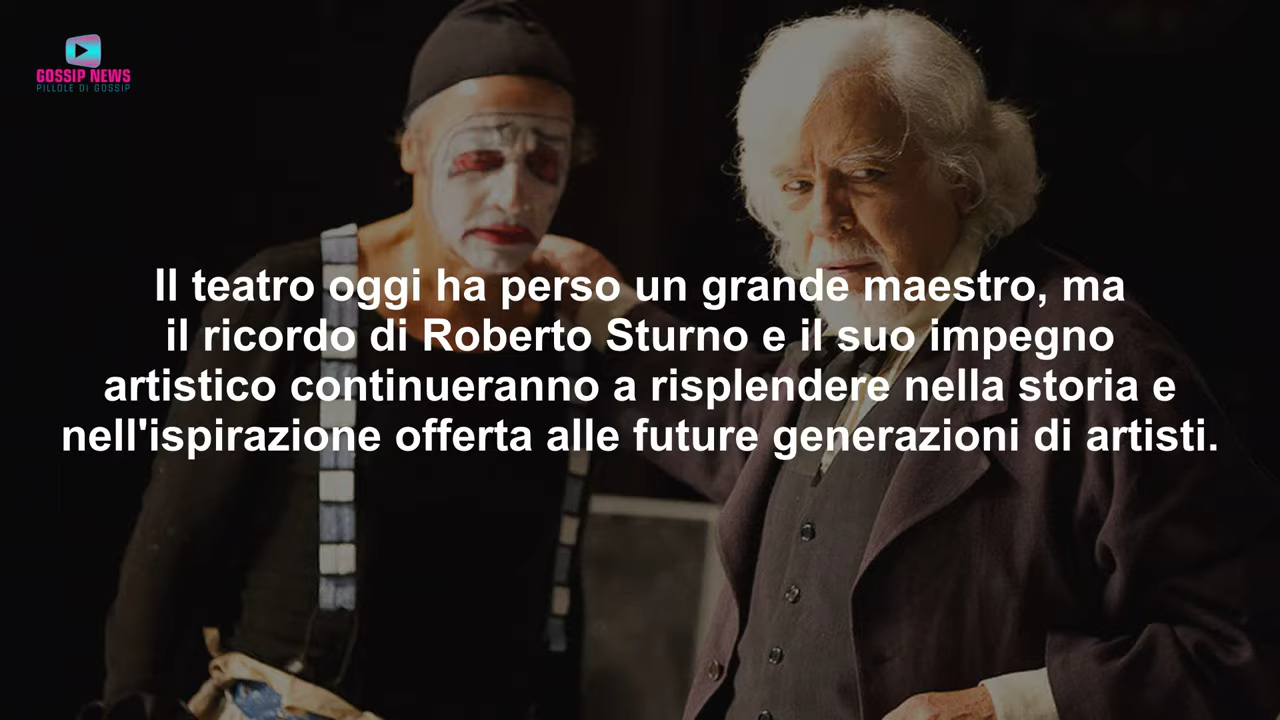 GOSSIP NEWS
PILLOLE DI GOSSIP
Il teatro oggi ha perso un grande maestro, ma
il ricordo di Roberto Sturno e il suo impegno
artistico continueranno a risplendere nella storia e
nell'ispirazione offerta alle future generazioni di artisti.